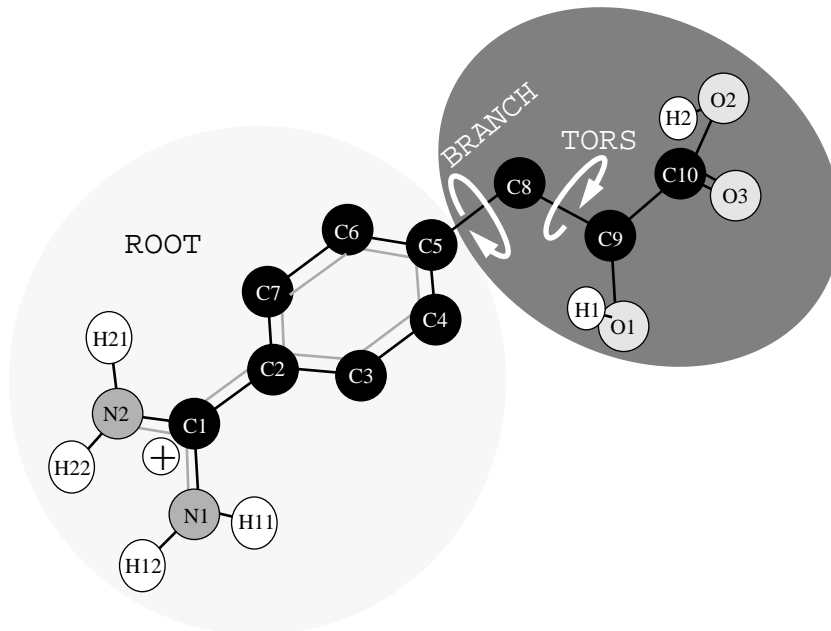 O2
H2
BRANCH
TORS
C8
C10
O3
C6
C5
C9
ROOT
C7
H1
C4
O1
H21
C2
C3
N2
C1
H22
+
N1
H11
H12